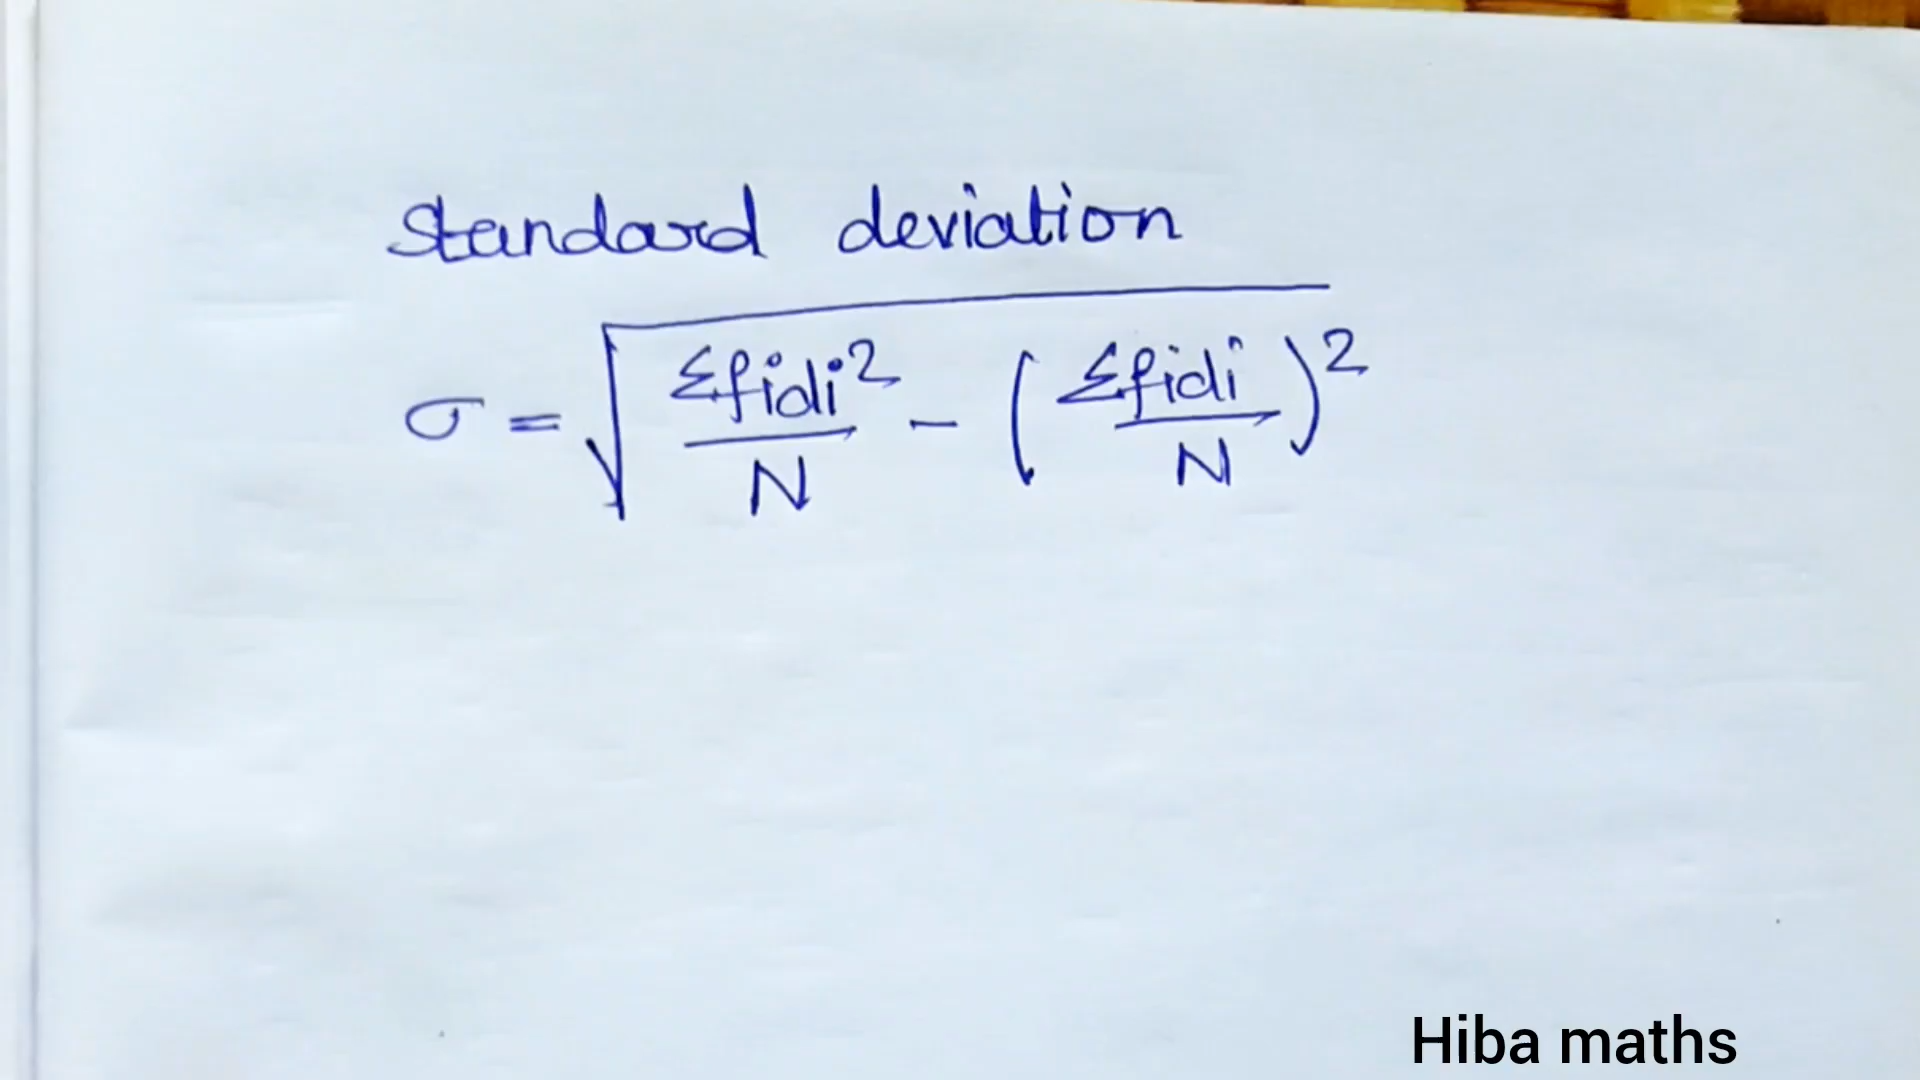 Standard deviation
σ = √ Σfidi² / N - ( Σfidi / N )²
Hiba maths